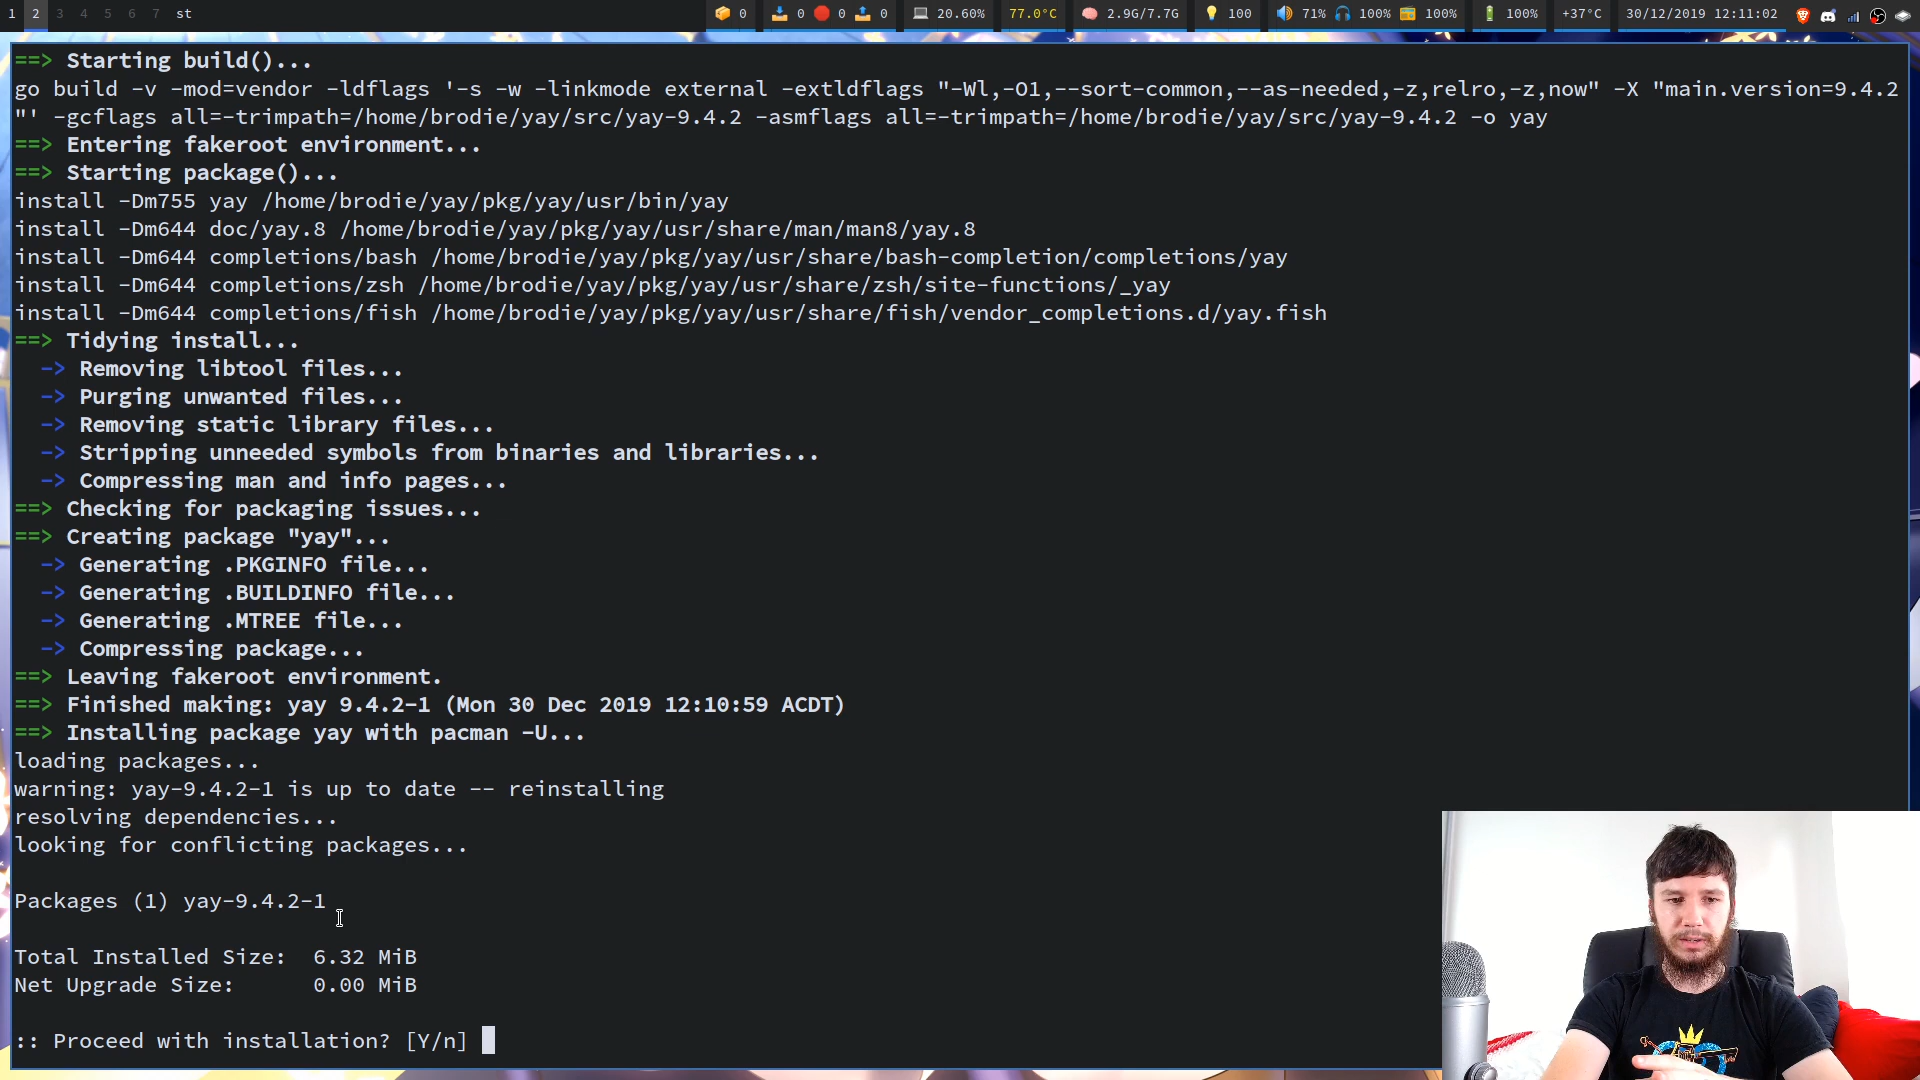 1 2 3 4 5 6 7 st 0 0 0 0 20.60% 77.0°C 2.9G/7.7G 100 71% 100% 100% 100% +37°C 30/12/2019 12:11:02
==> Starting build()...
go build -v -mod=vendor -ldflags '-s -w -linkmode external -extldflags "-Wl,-O1,--sort-common,--as-needed,-z,relro,-z,now" -X "main.version=9.4.2
"' -gcflags all=-trimpath=/home/brodie/yay/src/yay-9.4.2 -asmflags all=-trimpath=/home/brodie/yay/src/yay-9.4.2 -o yay
==> Entering fakeroot environment...
==> Starting package()...
install -Dm755 yay /home/brodie/yay/pkg/yay/usr/bin/yay
install -Dm644 doc/yay.8 /home/brodie/yay/pkg/yay/usr/share/man/man8/yay.8
install -Dm644 completions/bash /home/brodie/yay/pkg/yay/usr/share/bash-completion/completions/yay
install -Dm644 completions/zsh /home/brodie/yay/pkg/yay/usr/share/zsh/site-functions/_yay
install -Dm644 completions/fish /home/brodie/yay/pkg/yay/usr/share/fish/vendor_completions.d/yay.fish
==> Tidying install...
-> Removing libtool files...
-> Purging unwanted files...
-> Removing static library files...
-> Stripping unneeded symbols from binaries and libraries...
-> Compressing man and info pages...
==> Checking for packaging issues...
==> Creating package "yay"...
-> Generating .PKGINFO file...
-> Generating .BUILDINFO file...
-> Generating .MTREE file...
-> Compressing package...
==> Leaving fakeroot environment.
==> Finished making: yay 9.4.2-1 (Mon 30 Dec 2019 12:10:59 ACDT)
==> Installing package yay with pacman -U...
loading packages...
warning: yay-9.4.2-1 is up to date -- reinstalling
resolving dependencies...
looking for conflicting packages...
Packages (1) yay-9.4.2-1
Total Installed Size:  6.32 MiB
Net Upgrade Size:      0.00 MiB
:: Proceed with installation? [Y/n]